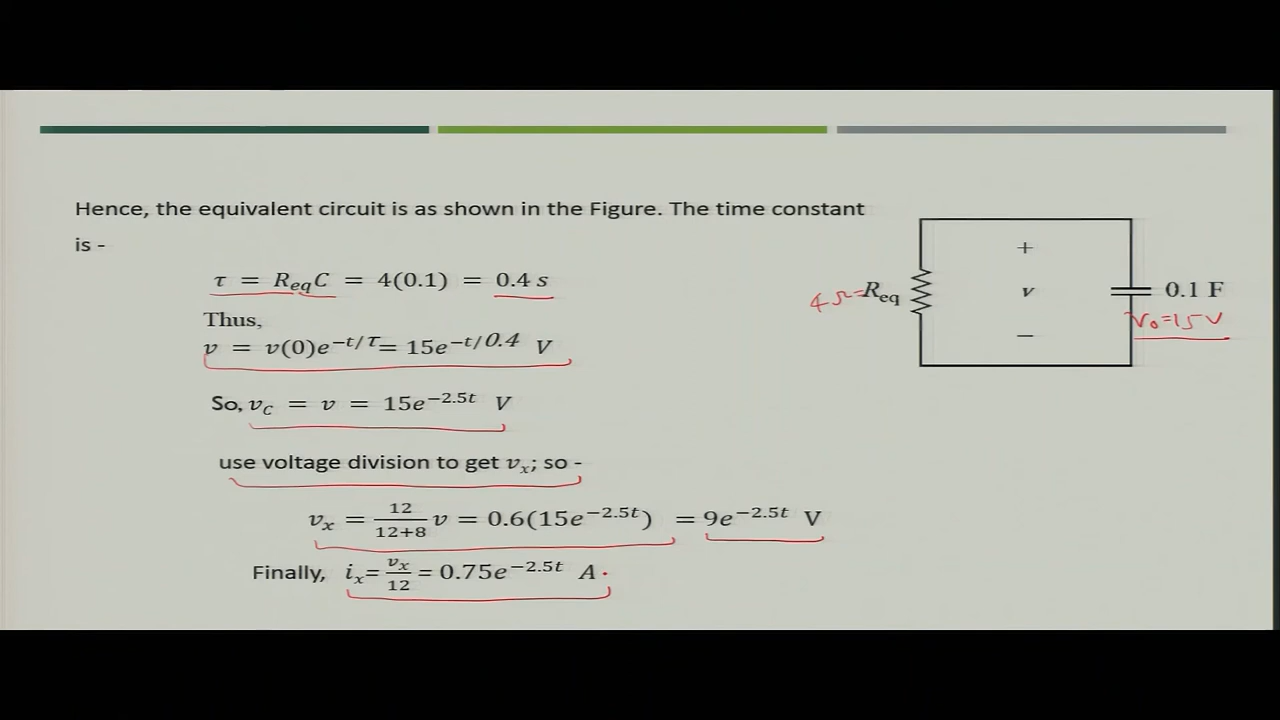 Hence, the equivalent circuit is as shown in the Figure. The time constant
is -
τ = R_eq C = 4(0.1) = 0.4 s
Thus,
v = v(0)e^{−t/τ} = 15e^{−t/0.4} V
So, v_C = v = 15e^{−2.5t} V
use voltage division to get v_x; so -
v_x = \frac{12}{12+8} v = 0.6(15e^{−2.5t}) = 9e^{−2.5t} V
Finally, i_x = \frac{v_x}{12} = 0.75e^{−2.5t} A.
4Ω=R_eq
+
v
−
0.1 F
V₀=15V